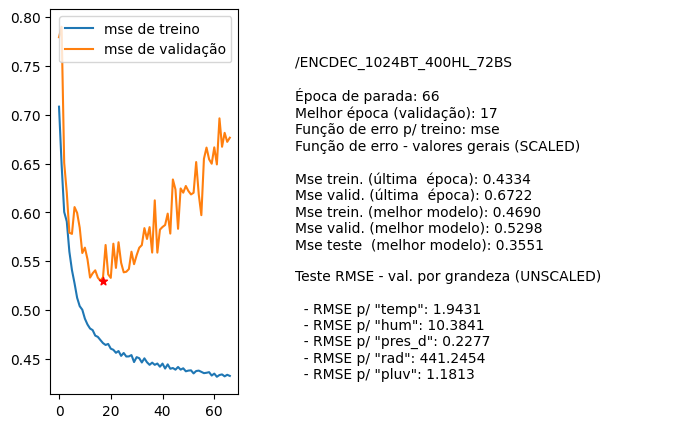 0.80
0.75
0.70
0.65
0.60
0.55
0.50
0.45
0
20
40
60
mse de treino
mse de validação
/ENCDEC_1024BT_400HL_72BS
Época de parada: 66
Melhor época (validação): 17
Função de erro p/ treino: mse
Função de erro - valores gerais (SCALED)
Mse trein. (última  época): 0.4334
Mse valid. (última  época): 0.6722
Mse trein. (melhor modelo): 0.4690
Mse valid. (melhor modelo): 0.5298
Mse teste  (melhor modelo): 0.3551
Teste RMSE - val. por grandeza (UNSCALED)
- RMSE p/ "temp": 1.9431
- RMSE p/ "hum": 10.3841
- RMSE p/ "pres_d": 0.2277
- RMSE p/ "rad": 441.2454
- RMSE p/ "pluv": 1.1813